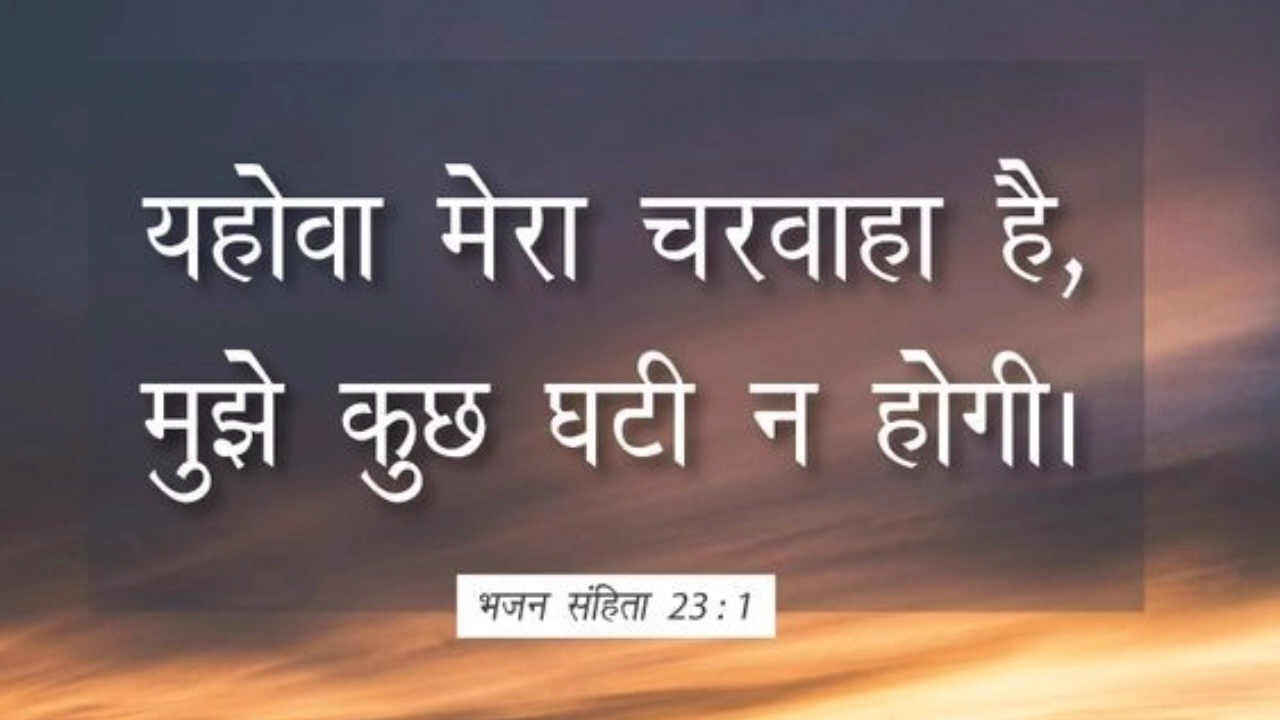 यहोवा मेरा चरवाहा है,
मुझे कुछ घटी न होगी।
भजन संहिता 23 : 1